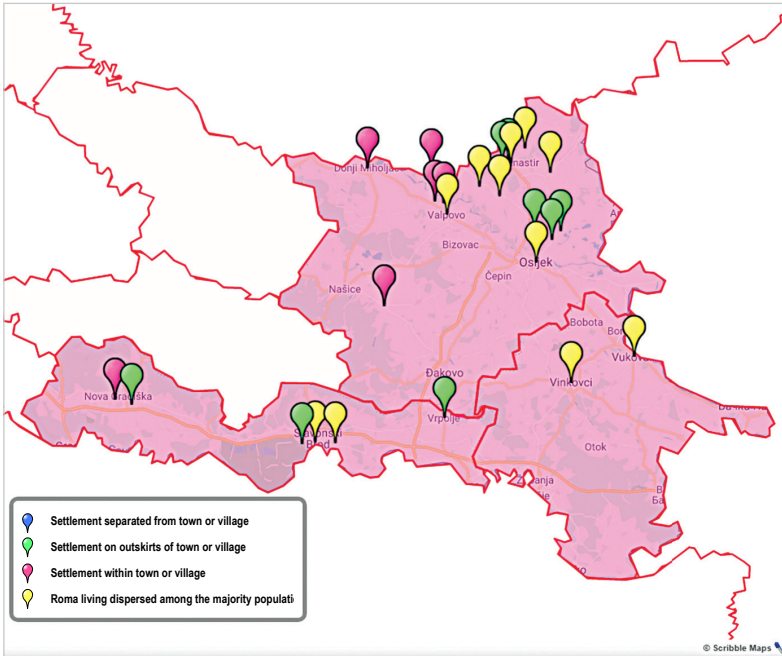 Donji Miholjac
Valpovo
Bizovac
Osijek
Čepin
Našice
Bobota
Đakovo
Vinkovci
Nova Gradiška
Vrpolje
Slavonski
Brod
Otok
Settlement separated from town or village
Settlement on outskirts of town or village
Settlement within town or village
Roma living dispersed among the majority populati
© Scribble Maps